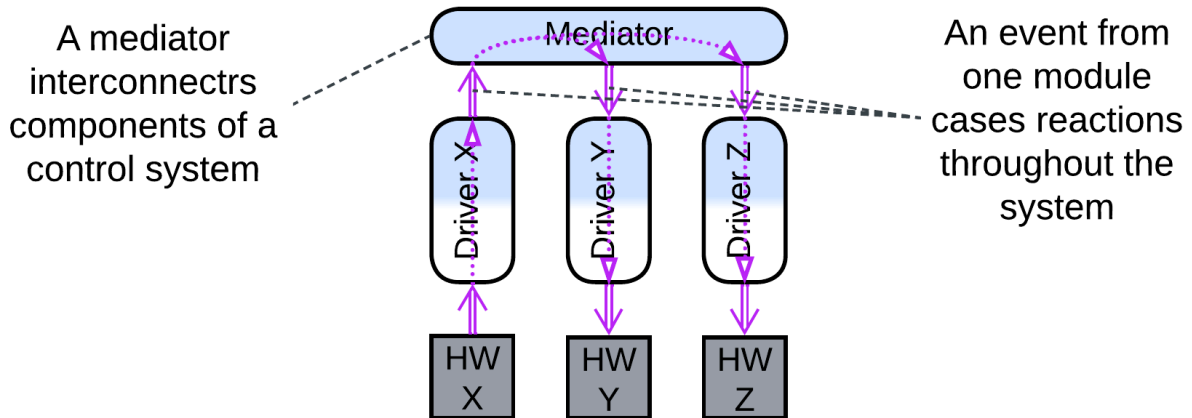 A mediator
interconnectrs
components of a
control system
Mediator
An event from
one module
cases reactions
throughout the
system
Driver X
Driver Y
Driver Z
HW
X
HW
Y
HW
Z